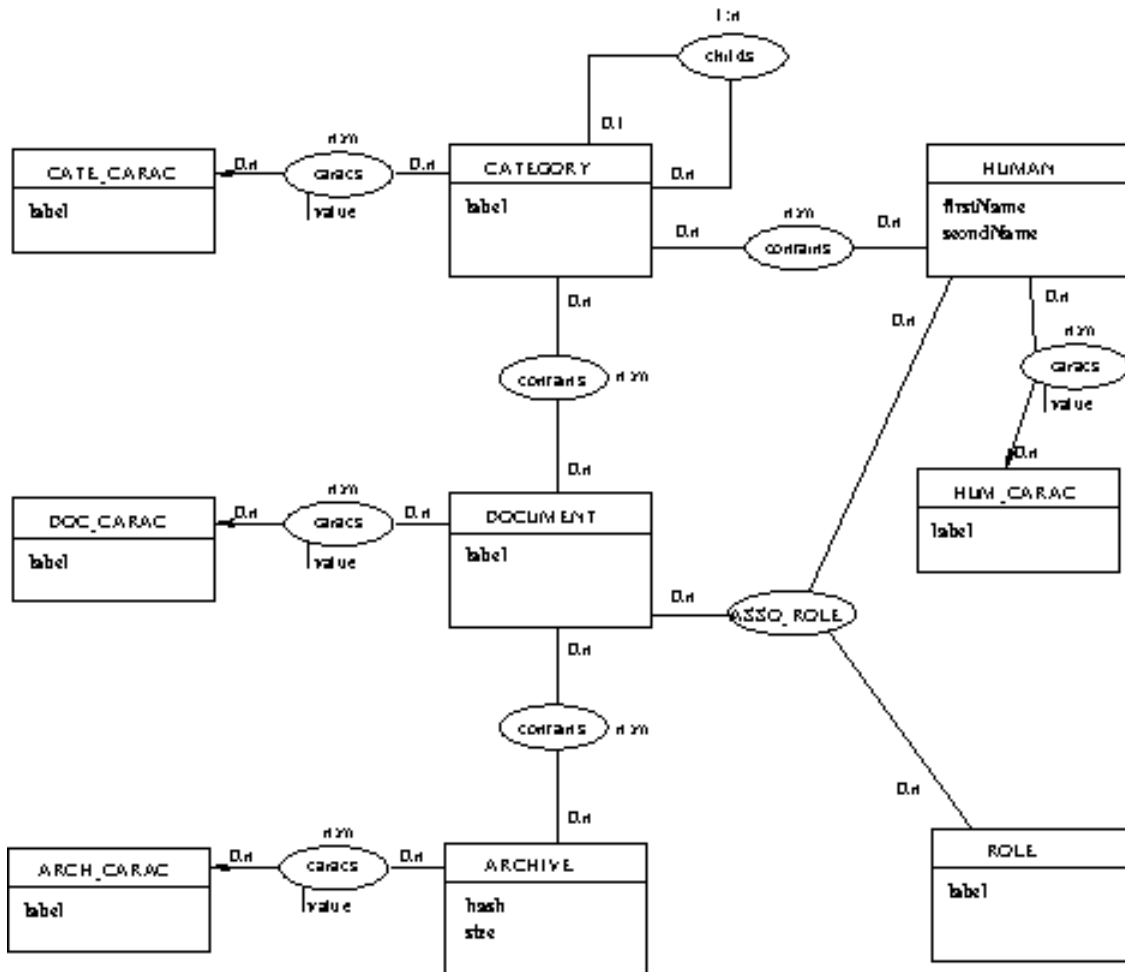 1:n
childs
0.1
n:m
0.n
caracs
0.n
value
CATE_CARAC
label
CATEGORY
label
0.n
0.n
n:m
contains
0.n
HUMAN
firstName
secondName
0.n
contains
n:m
0.n
0.n
0.n
n:m
caracs
value
0.n
HUM_CARAC
label
n:m
0.n
caracs
0.n
value
DOC_CARAC
label
DOCUMENT
label
0.n
ASSO_ROLE
0.n
contains
n:m
0.n
0.n
n:m
0.n
caracs
0.n
value
ARCH_CARAC
label
ARCHIVE
hash
size
ROLE
label